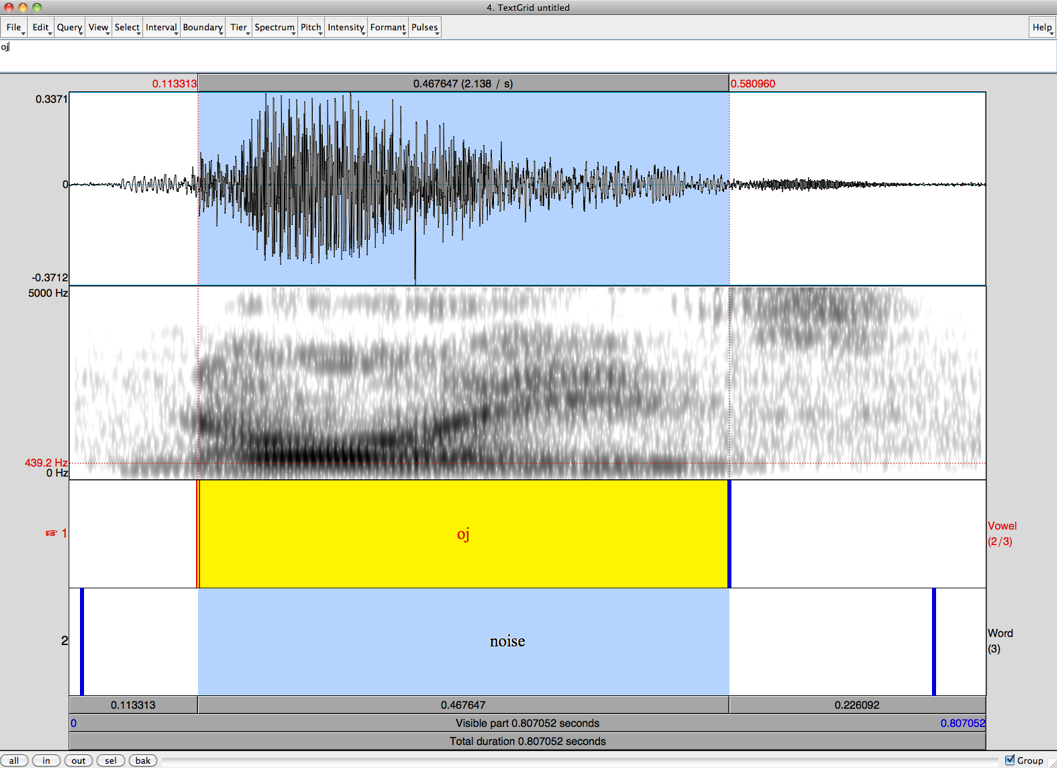 4. TextGrid untitled
File Edit Query View Select Interval Boundary Tier Spectrum Pitch Intensity Formant Pulses Help
oj
0.113313 0.467647 (2.138 / s) 0.580960
0.3371
0
-0.3712
5000 Hz
439.2 Hz
0 Hz
1 oj Vowel
(2/3)
2 noise Word
(3)
0.113313 0.467647 0.226092
0 Visible part 0.807052 seconds 0.807052
Total duration 0.807052 seconds
all in out sel bak Group